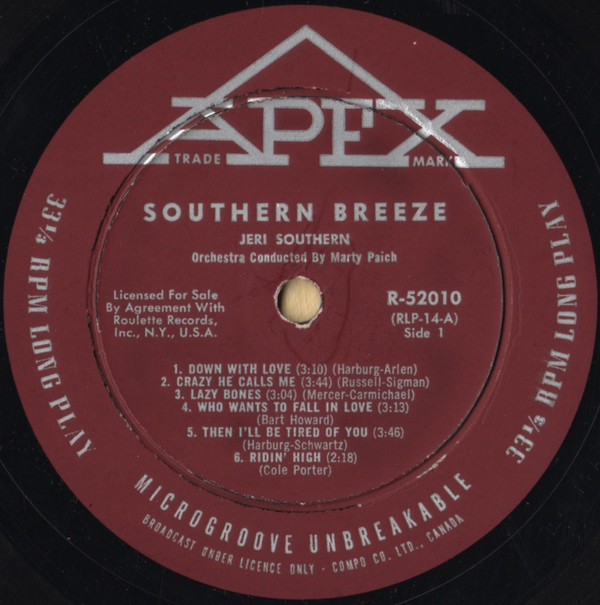 APEX
TRADE MARK
SOUTHERN BREEZE
JERI SOUTHERN
Orchestra Conducted By Marty Paich
Licensed For Sale
By Agreement With
Roulette Records,
Inc., N.Y., U.S.A.
R-52010
(RLP-14-A)
Side 1
1. DOWN WITH LOVE (3:10) (Harburg-Arlen)
2. CRAZY HE CALLS ME (3:44) (Russell-Sigman)
3. LAZY BONES (3:04) (Mercer-Carmichael)
4. WHO WANTS TO FALL IN LOVE (3:13)
(Bart Howard)
5. THEN I'LL BE TIRED OF YOU (3:46)
(Harburg-Schwartz)
6. RIDIN' HIGH (2:18)
(Cole Porter)
33⅓ RPM LONG PLAY
33⅓ RPM LONG PLAY
MICROGROOVE UNBREAKABLE
BROADCAST UNDER LICENCE ONLY - COMPO CO. LTD., CANADA